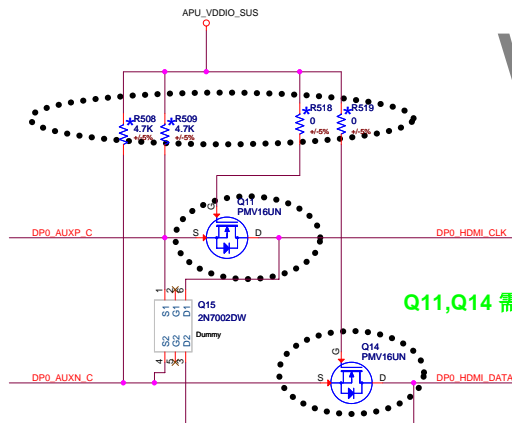 APU_VDDIO_SUS
*R508
4.7K
+/-5%
*R509
4.7K
+/-5%
*R518
0
+/-5%
*R519
0
+/-5%
Q11
PMV16UN
G
S
D
DP0_AUXP_C
DP0_HDMI_CLK
1
2
6
S1
G1
D1
S2
G2
D2
4
5
3
Q15
2N7002DW
Dummy
Q11,Q14 需
Q14
PMV16UN
G
S
D
DP0_AUXN_C
DP0_HDMI_DATA